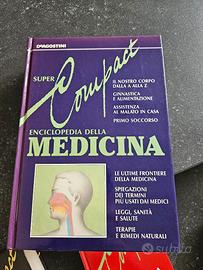 DEAGOSTINI
SUPER
Compact
IL NOSTRO CORPO
DALLA A ALLA Z
GINNASTICA
E ALIMENTAZIONE
ASSISTENZA
AL MALATO IN CASA
PRIMO SOCCORSO
ENCICLOPEDIA DELLA
MEDICINA
LE ULTIME FRONTIERE
DELLA MEDICINA
SPIEGAZIONI
DEI TERMINI
PIÙ USATI DAI MEDICI
LEGGI, SANITÀ
E SALUTE
TERAPIE
E RIMEDI NATURALI
subito